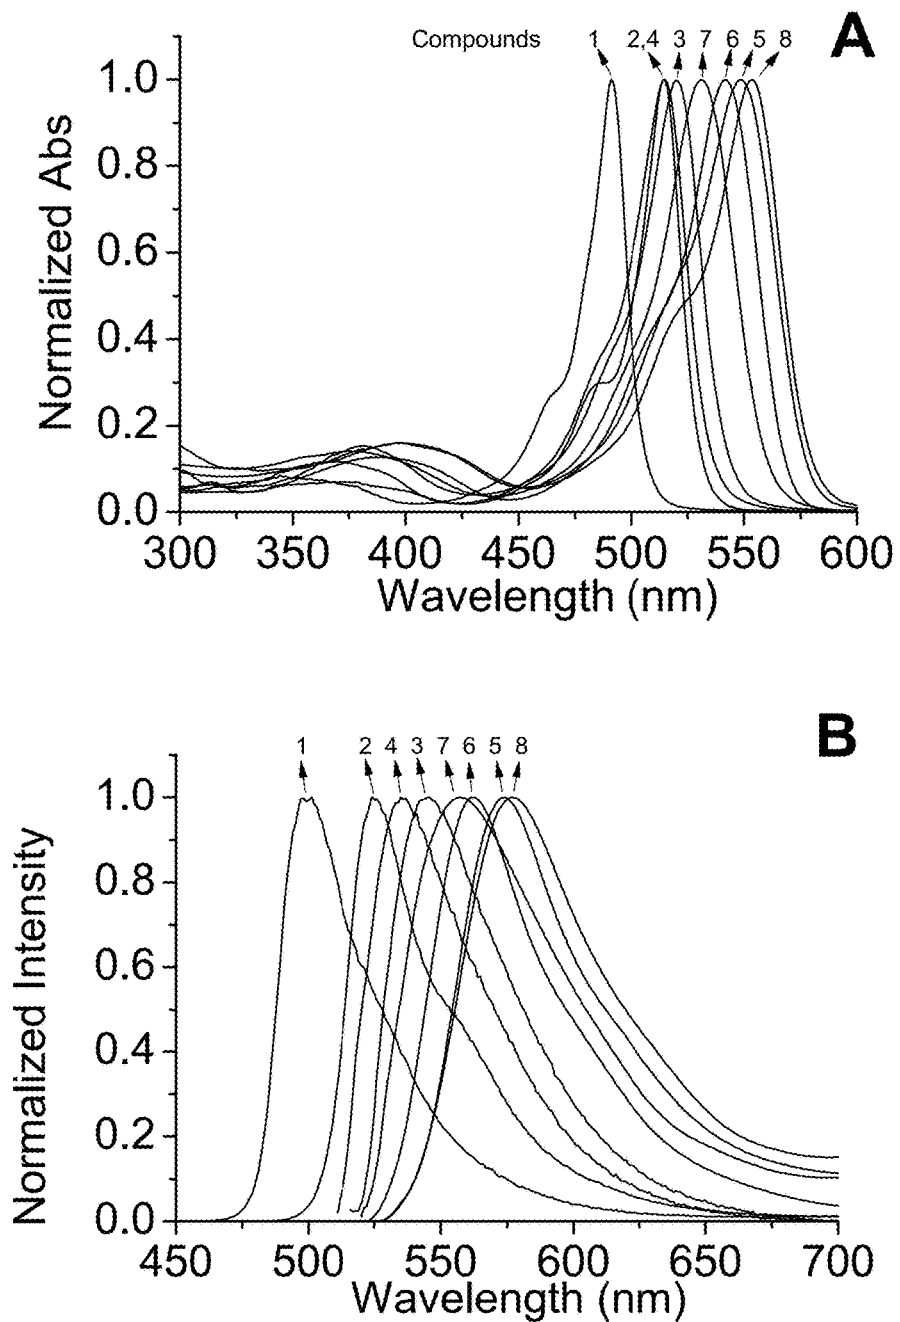 Compounds 1 2,4 3 7 6 5 8 A
1.0
0.8
0.6
0.4
0.2
0.0
Normalized Abs
300 350 400 450 500 550 600
Wavelength (nm)
B
1 2 4 3 7 6 5 8
1.0
0.8
0.6
0.4
0.2
0.0
Normalized Intensity
450 500 550 600 650 700
Wavelength (nm)